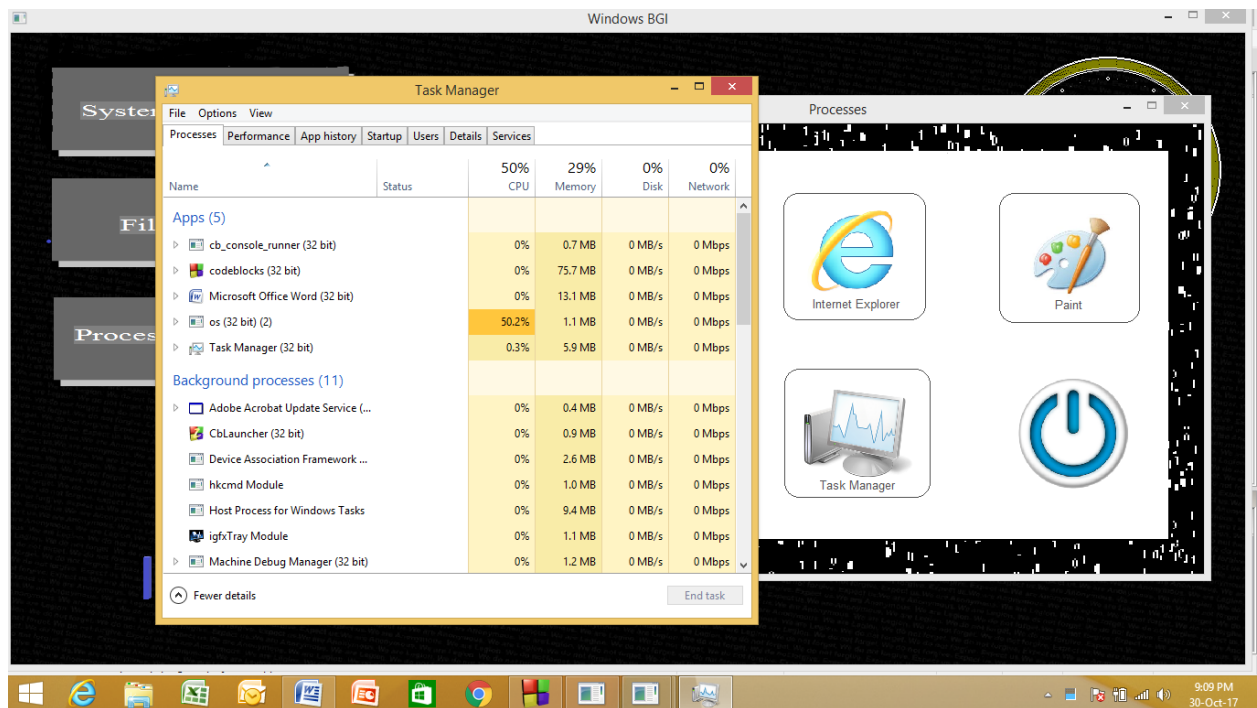 Windows BGI
System
Fil
Proces
Task Manager
File Options View
Processes Performance App history Startup Users Details Services
50% 29% 0% 0%
Name Status CPU Memory Disk Network
Apps (5)
cb_console_runner (32 bit) 0% 0.7 MB 0 MB/s 0 Mbps
codeblocks (32 bit) 0% 75.7 MB 0 MB/s 0 Mbps
Microsoft Office Word (32 bit) 0% 13.1 MB 0 MB/s 0 Mbps
os (32 bit) (2) 50.2% 1.1 MB 0 MB/s 0 Mbps
Task Manager (32 bit) 0.3% 5.9 MB 0 MB/s 0 Mbps
Background processes (11)
Adobe Acrobat Update Service (... 0% 0.4 MB 0 MB/s 0 Mbps
CbLauncher (32 bit) 0% 0.9 MB 0 MB/s 0 Mbps
Device Association Framework ... 0% 2.6 MB 0 MB/s 0 Mbps
hkcmd Module 0% 1.0 MB 0 MB/s 0 Mbps
Host Process for Windows Tasks 0% 9.4 MB 0 MB/s 0 Mbps
igfxTray Module 0% 1.1 MB 0 MB/s 0 Mbps
Machine Debug Manager (32 bit) 0% 1.2 MB 0 MB/s 0 Mbps
Fewer details End task
Processes
Internet Explorer
Paint
Task Manager
9:09 PM
30-Oct-17